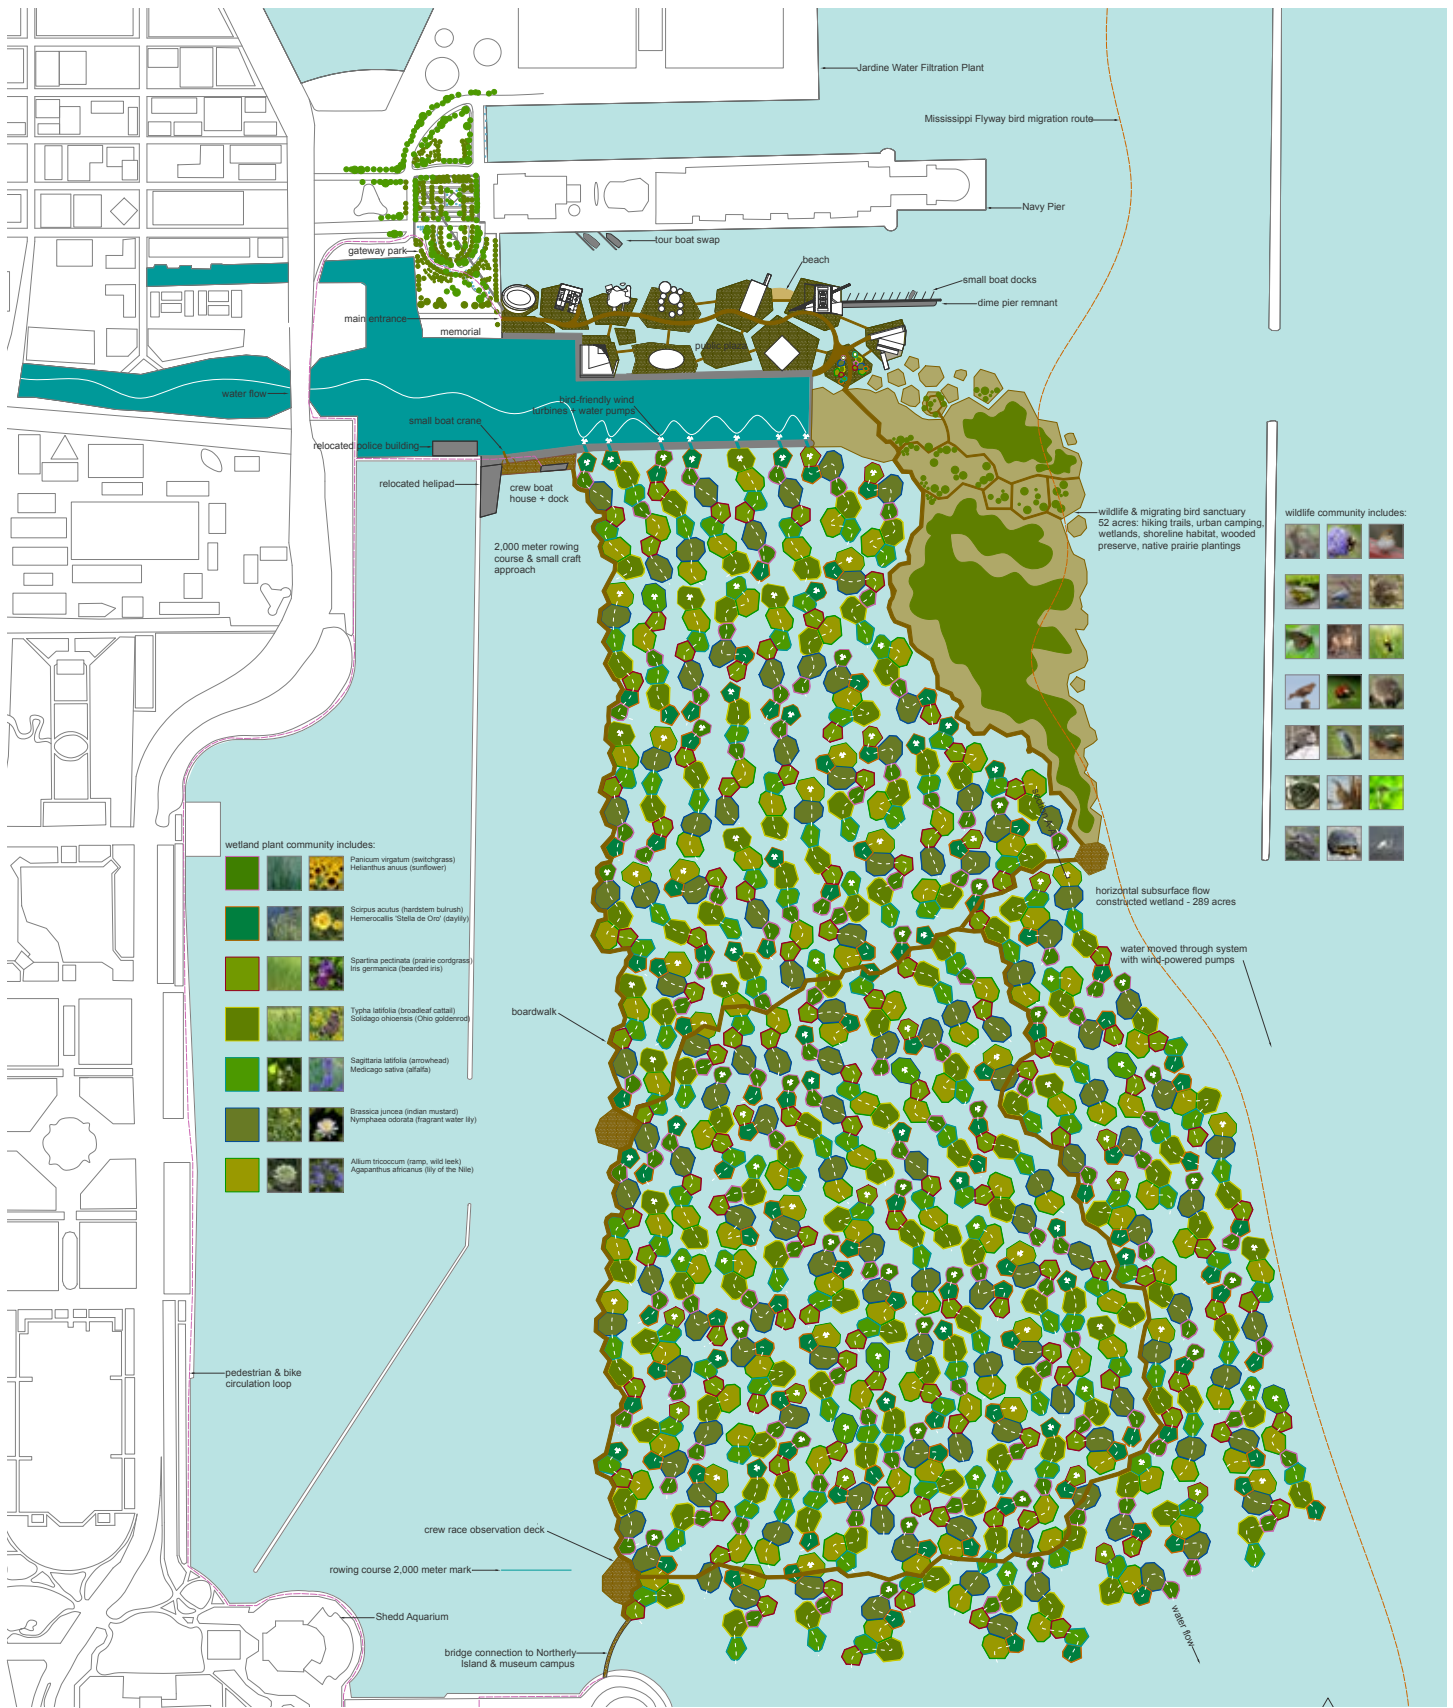 Jardine Water Filtration Plant
Mississippi Flyway bird migration route
Navy Pier
tour boat swap
gateway park
beach
small boat docks
dime pier remnant
main entrance
memorial
public plaza
water flow
bird-friendly wind
turbines + water pumps
small boat crane
relocated police building
relocated helipad
crew boat
house + dock
2,000 meter rowing
course & small craft
approach
wildlife & migrating bird sanctuary
52 acres: hiking trails, urban camping,
wetlands, shoreline habitat, wooded
preserve, native prairie plantings
wildlife community includes:
wetland plant community includes:
Panicum virgatum (switchgrass)
Helianthus anuus (sunflower)
Scirpus acutus (hardstem bulrush)
Hemerocallis 'Stella de Oro' (daylily)
Spartina pectinata (prairie cordgrass)
Iris germanica (bearded iris)
Typha latifolia (broadleaf cattail)
Solidago ohioensis (Ohio goldenrod)
Sagittaria latifolia (arrowhead)
Medicago sativa (alfalfa)
Brassica juncea (indian mustard)
Nymphaea odorata (fragrant water lily)
Allium tricoccum (ramp, wild leek)
Agapanthus africanus (lily of the Nile)
horizontal subsurface flow
constructed wetland - 289 acres
water moved through system
with wind-powered pumps
boardwalk
pedestrian & bike
circulation loop
crew race observation deck
rowing course 2,000 meter mark
Shedd Aquarium
bridge connection to Northerly
Island & museum campus
water flow